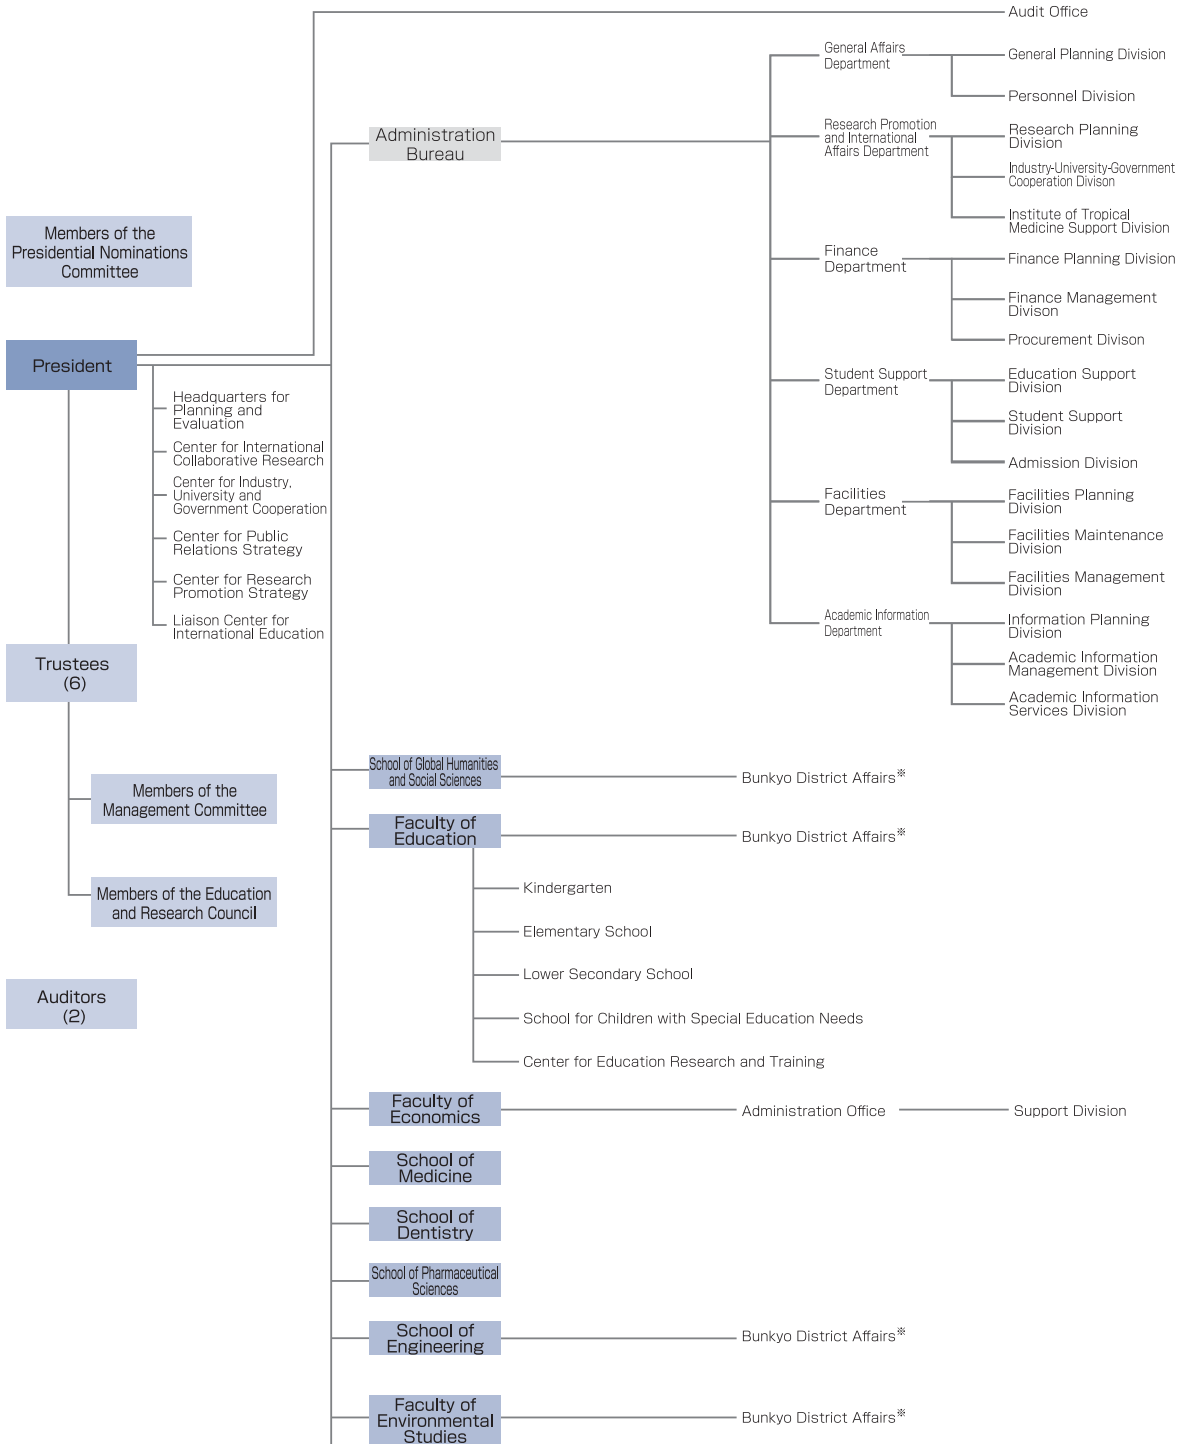 Audit Office
General Affairs
Department
General Planning Division
Personnel Division
Administration
Bureau
Research Promotion
and International
Affairs Department
Research Planning
Division
Industry-University-Government
Cooperation Divison
Institute of Tropical
Medicine Support Division
Members of the
Presidential Nominations
Committee
Finance
Department
Finance Planning Division
Finance Management
Divison
Procurement Divison
President
Headquarters for
Planning and
Evaluation
Center for International
Collaborative Research
Center for Industry,
University and
Government Cooperation
Center for Public
Relations Strategy
Center for Research
Promotion Strategy
Liaison Center for
International Education
Student Support
Department
Education Support
Division
Student Support
Division
Admission Division
Facilities
Department
Facilities Planning
Division
Facilities Maintenance
Division
Facilities Management
Division
Academic Information
Department
Information Planning
Division
Academic Information
Management Division
Academic Information
Services Division
Trustees
(6)
Members of the
Management Committee
Members of the Education
and Research Council
Auditors
(2)
School of Global Humanities
and Social Sciences
Bunkyo District Affairs※
Faculty of
Education
Bunkyo District Affairs※
Kindergarten
Elementary School
Lower Secondary School
School for Children with Special Education Needs
Center for Education Research and Training
Faculty of
Economics
Administration Office
Support Division
School of
Medicine
School of
Dentistry
School of Pharmaceutical
Sciences
School of
Engineering
Bunkyo District Affairs※
Faculty of
Environmental
Studies
Bunkyo District Affairs※